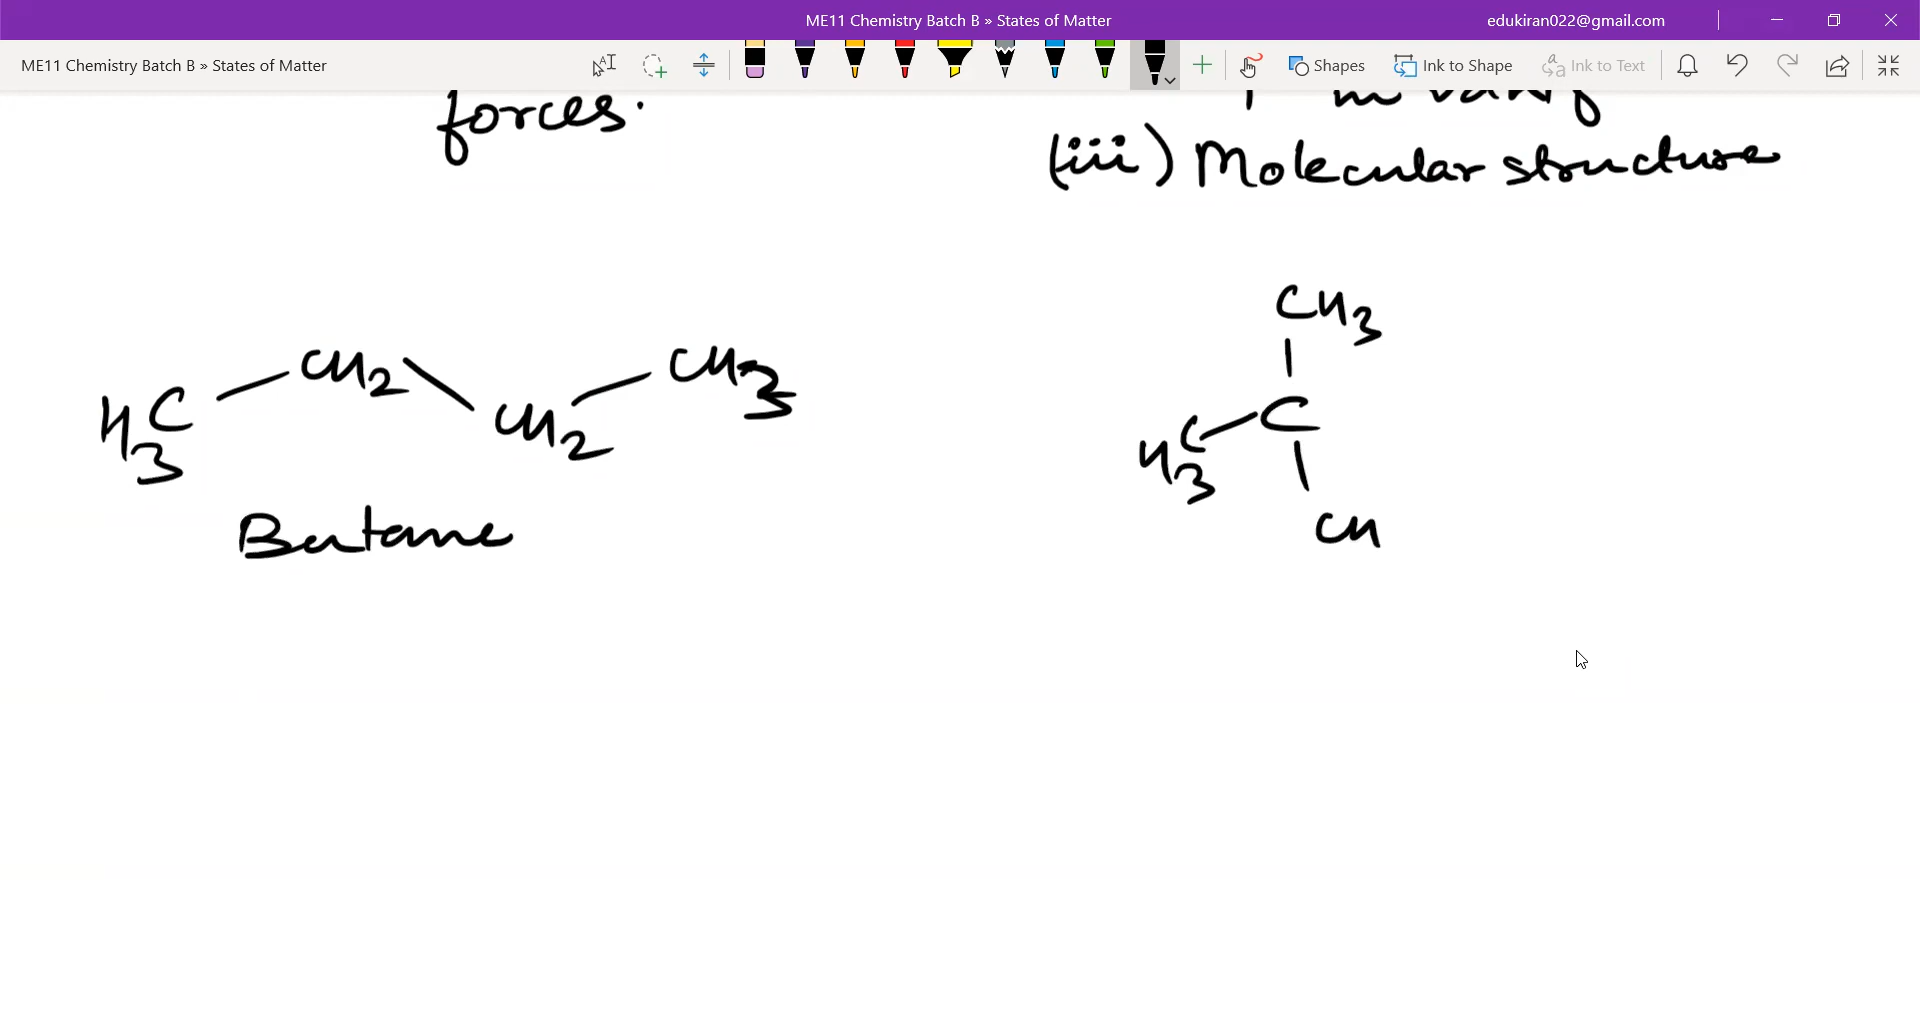 ME11 Chemistry Batch B » States of Matter
edukiran022@gmail.com
ME11 Chemistry Batch B » States of Matter
Shapes
Ink to Shape
Ink to Text
forces.
(iii) Molecular structure
H3C CH2 CH2 CH3
Butane
CH3
H3C C
CH